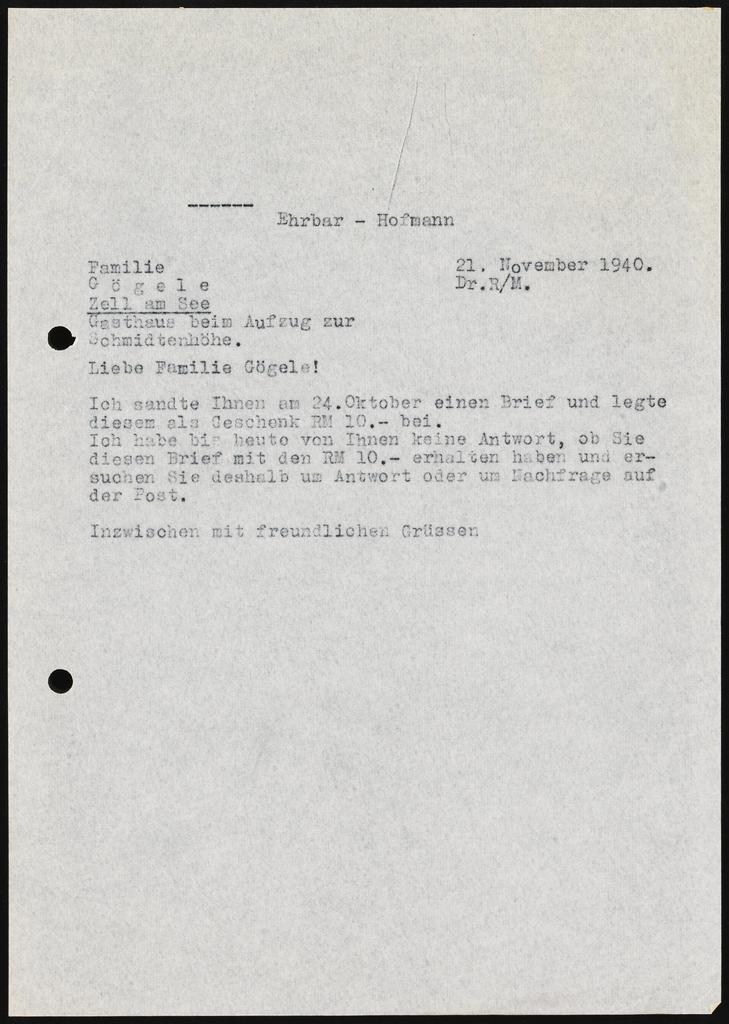 ------
Ehrbar - Hofmann
Familie
21. November 1940.
G ö g e l e
Dr.R/M.
Zell am See
Gasthaus beim Aufzug zur
Schmidtenhöhe.
Liebe Familie Gögele!
Ich sandte Ihnen am 24.Oktober einen Brief und legte
diesem als Geschenk RM 10.- bei.
Ich habe bis heute von Ihnen keine Antwort, ob Sie
diesen Brief mit den RM 10.- erhalten haben und er-
suchen Sie deshalb um Antwort oder um Nachfrage auf
der Post.
Inzwischen mit freundlichen Grüssen